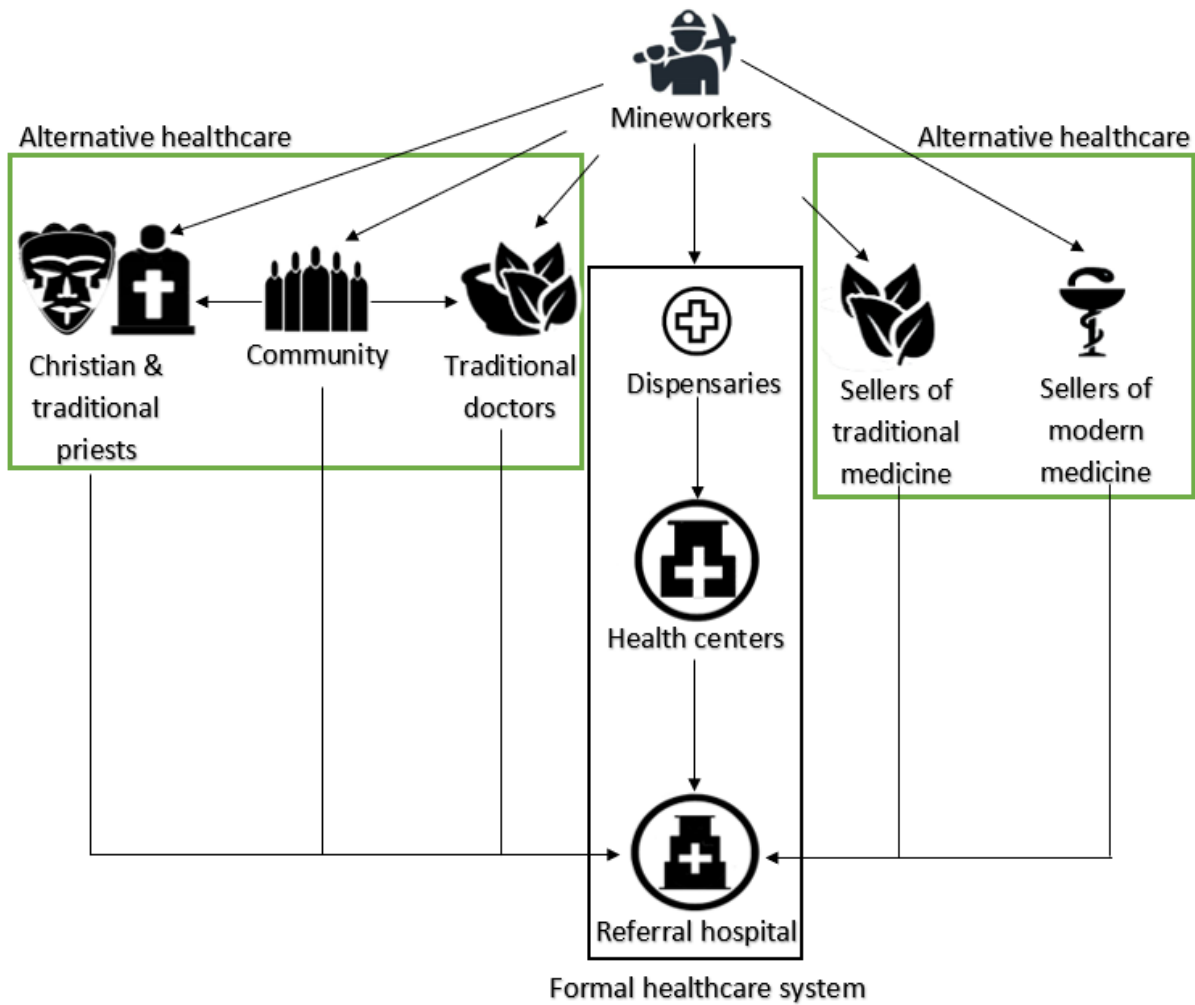 Mineworkers
Alternative healthcare
Alternative healthcare
Christian &
traditional
priests
Community
Traditional
doctors
Dispensaries
Sellers of
traditional
medicine
Sellers of
modern
medicine
Health centers
Referral hospital
Formal healthcare system